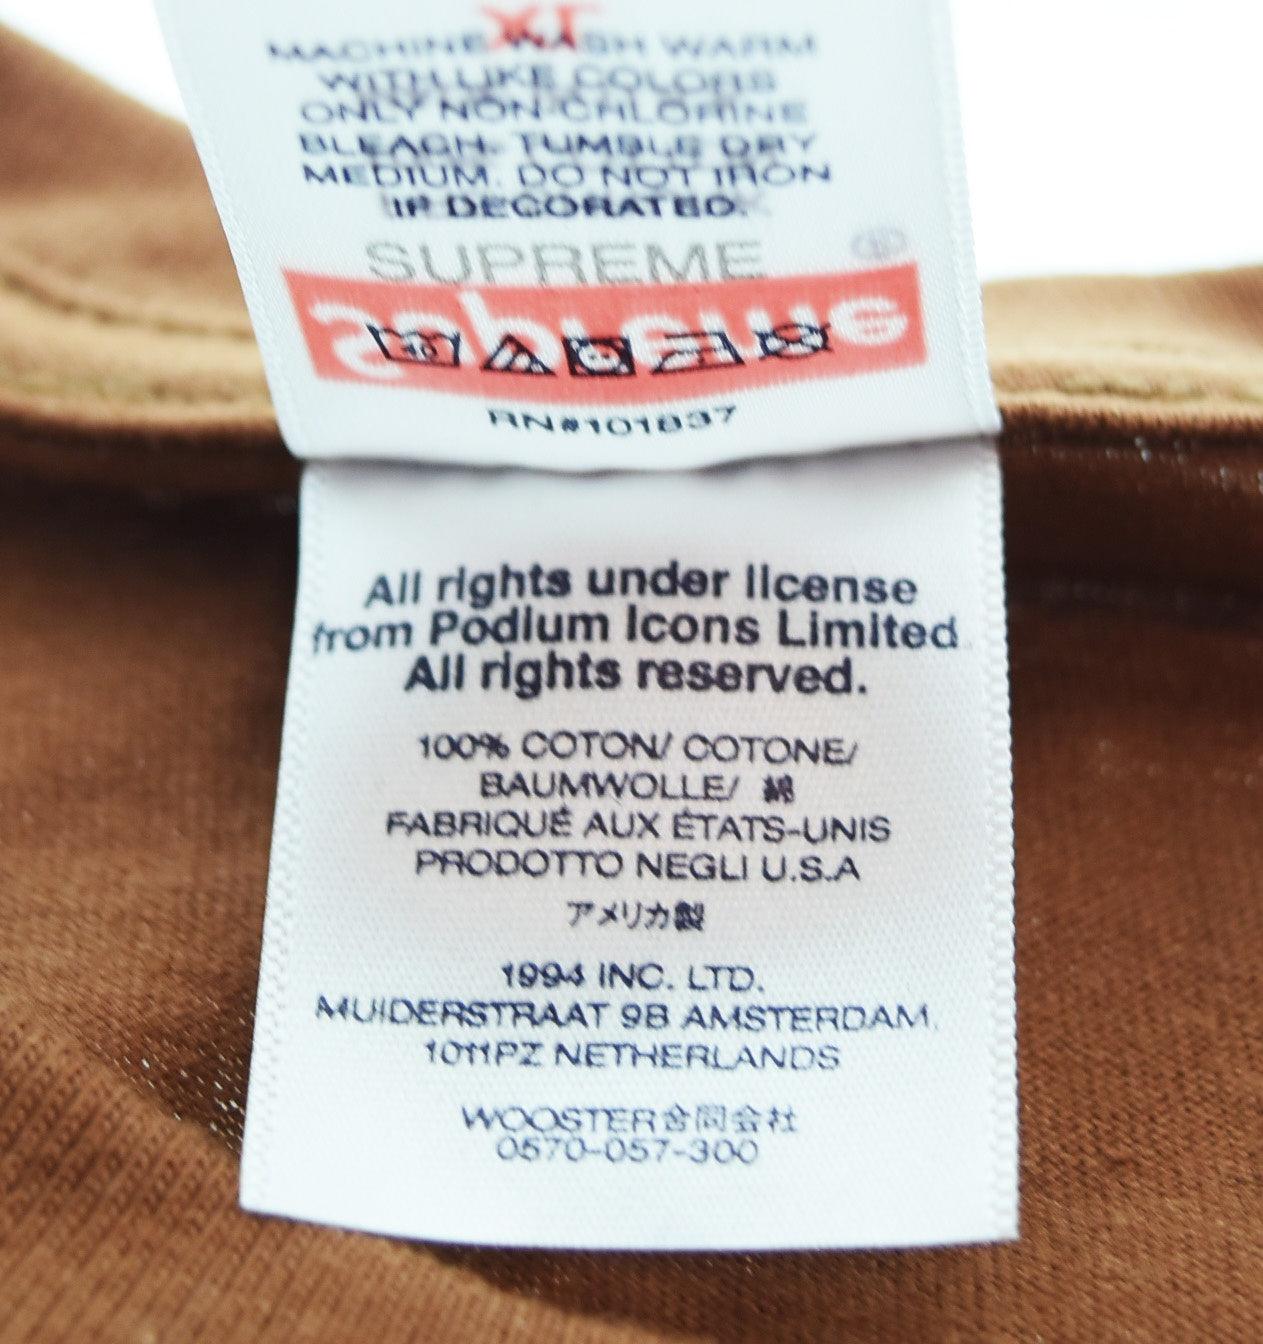 MACHINE WASH WARM
WITH LIKE COLORS
ONLY NON-CHLORINE
BLEACH. TUMBLE DRY
MEDIUM. DO NOT IRON
IF DECORATED.
SUPREME
®
Supreme
40
RN#101837
All rights under license
from Podium Icons Limited
All rights reserved.
100% COTON/ COTONE/
BAUMWOLLE/ 綿
FABRIQUÉ AUX ÉTATS-UNIS
PRODOTTO NEGLI U.S.A
アメリカ製
1994 INC. LTD.
MUIDERSTRAAT 9B AMSTERDAM.
1011PZ NETHERLANDS
WOOSTER合同会社
0570-057-300